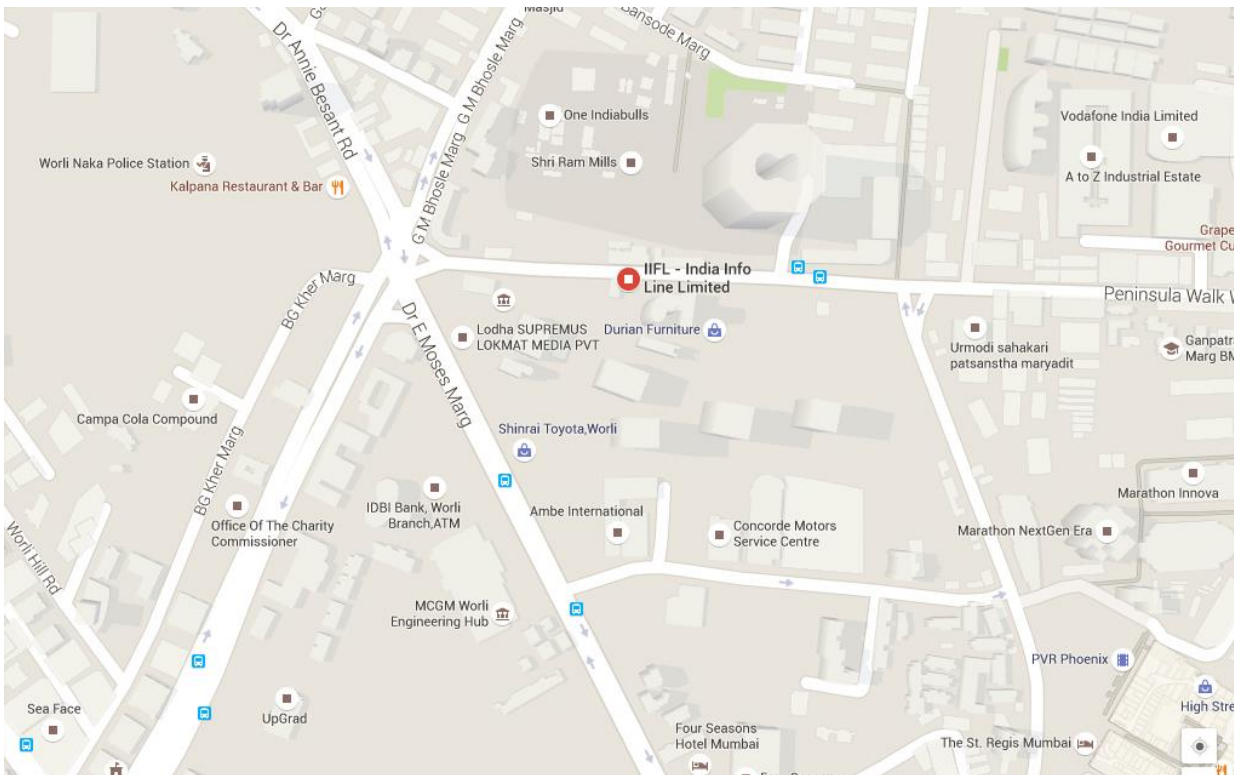 Masjid
Bansode Marg
Dr Annie Besant Rd
G M Bhosle Marg
G M Bhosle Marg
One Indiabulls
Vodafone India Limited
Worli Naka Police Station
Shri Ram Mills
Kalpana Restaurant & Bar
A to Z Industrial Estate
Grape
Gourmet Cu
IIFL - India Info
Line Limited
BG Kher Marg
Peninsula Walk W
Dr E Moses Marg
Lodha SUPREMUS
LOKMAT MEDIA PVT
Durian Furniture
Urmodi sahakari
patsanstha maryadit
Ganpatra
Marg BM
Campa Cola Compound
Shinrai Toyota,Worli
BG Kher Marg
Marathon Innova
IDBI Bank, Worli
Branch,ATM
Office Of The Charity
Commissioner
Ambe International
Concorde Motors
Service Centre
Marathon NextGen Era
Worli Hill Rd
MCGM Worli
Engineering Hub
PVR Phoenix
High Stre
Sea Face
UpGrad
Four Seasons
Hotel Mumbai
The St. Regis Mumbai